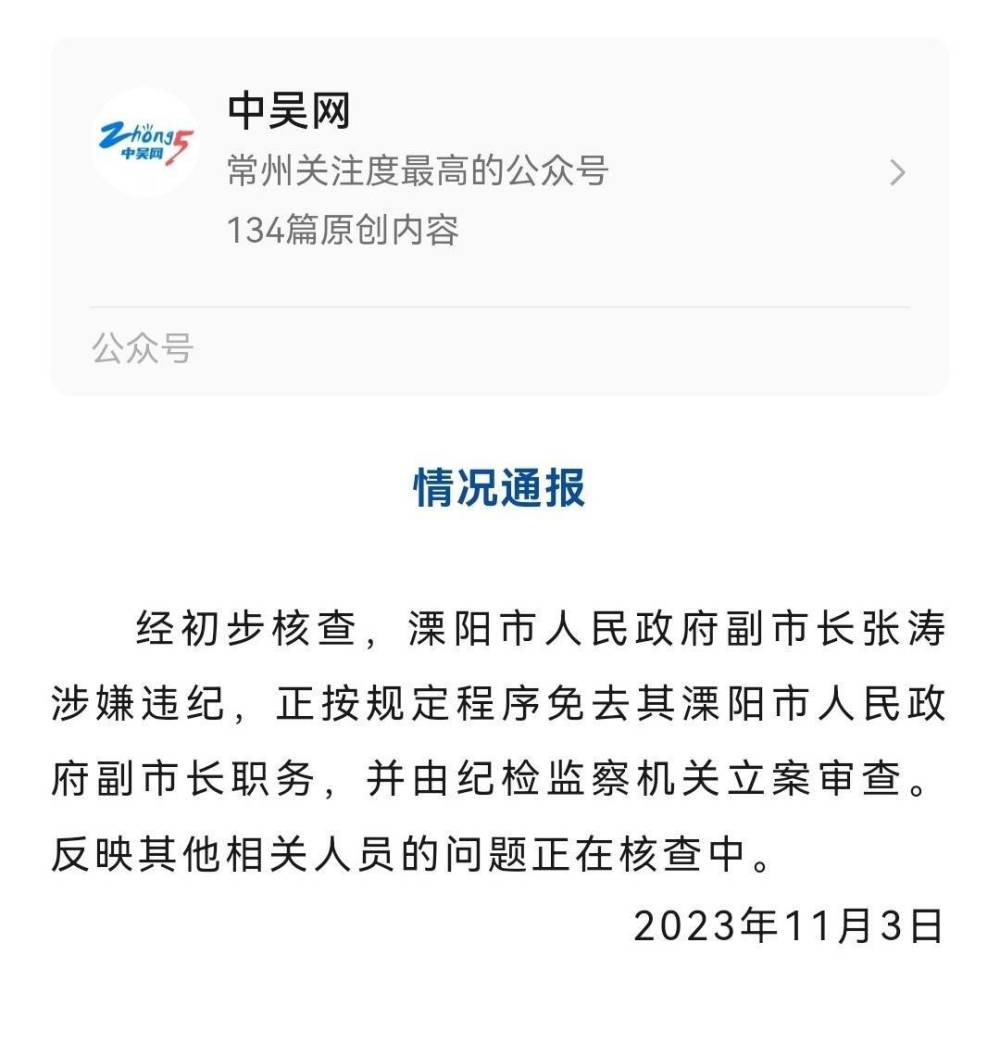 Zhong5
中吴网
中吴网
常州关注度最高的公众号
134篇原创内容
公众号
情况通报
经初步核查，溧阳市人民政府副市长张涛
涉嫌违纪，正按规定程序免去其溧阳市人民政
府副市长职务，并由纪检监察机关立案审查。
反映其他相关人员的问题正在核查中。
2023年11月3日